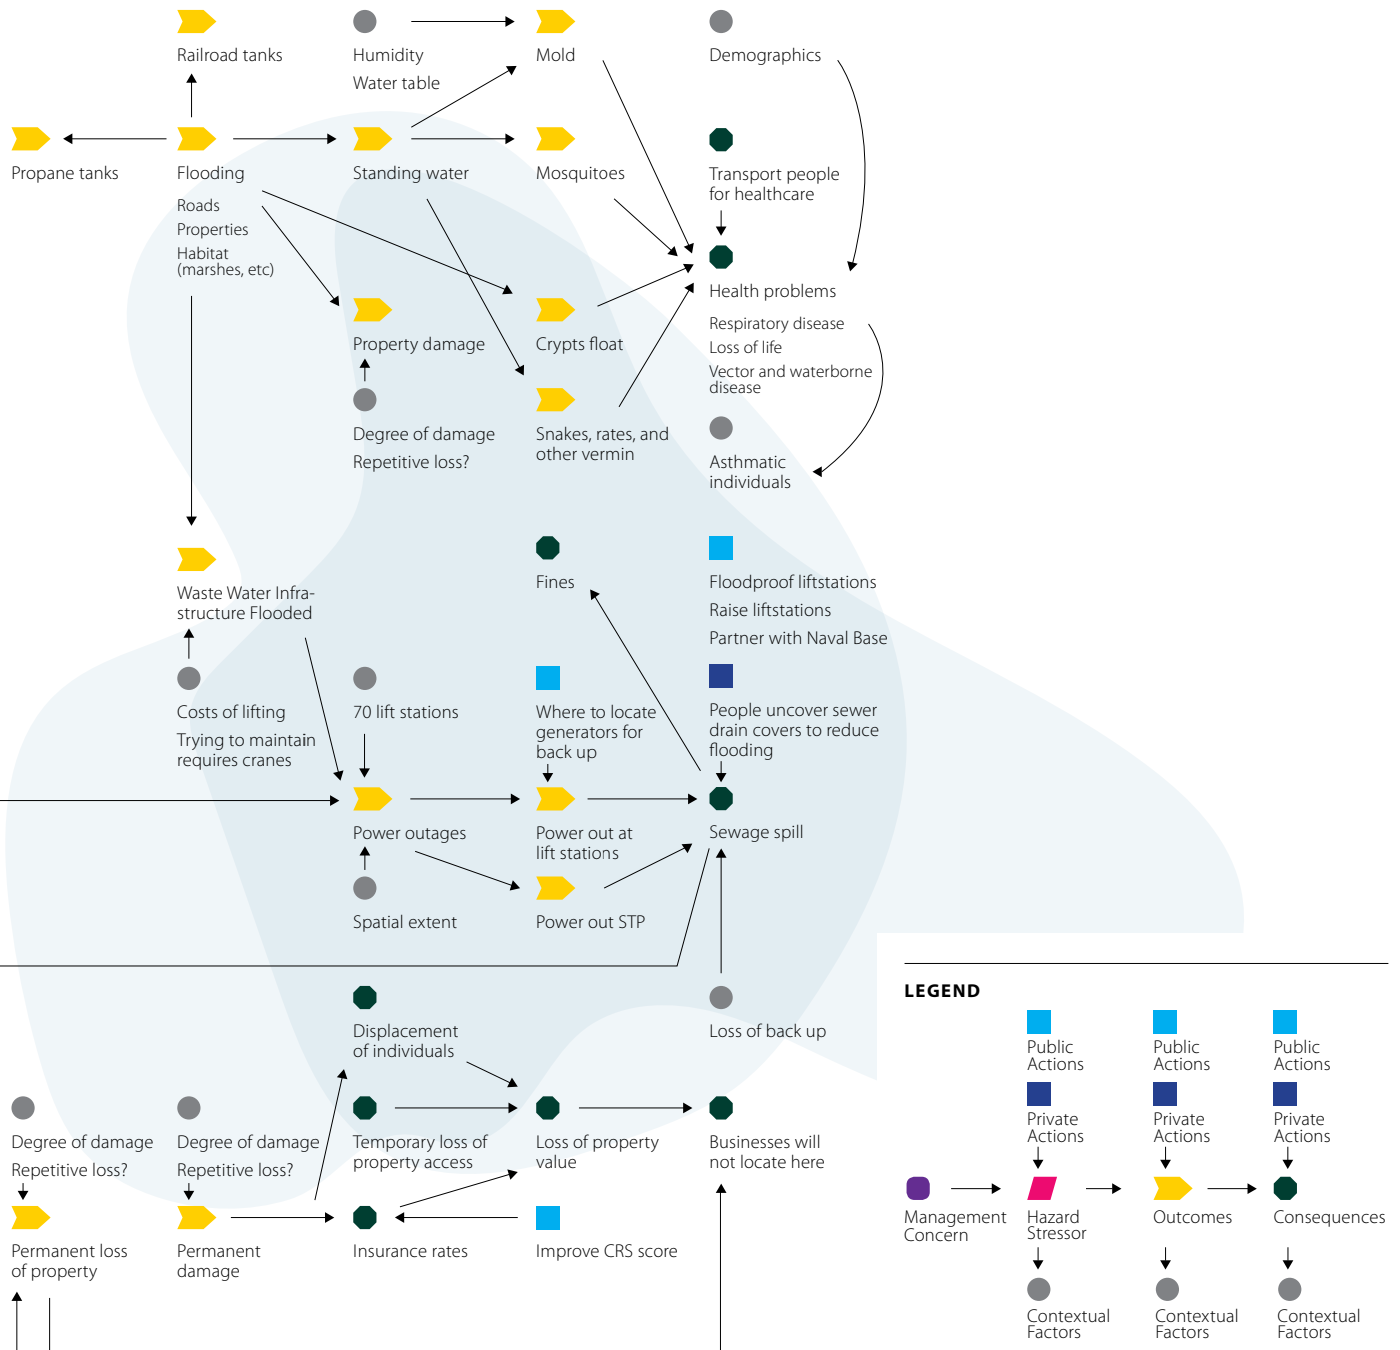 Railroad tanks
Humidity
Water table
Mold
Demographics
Propane tanks
Flooding
Roads
Properties
Habitat
(marshes, etc)
Standing water
Mosquitoes
Transport people
for healthcare
Health problems
Respiratory disease
Loss of life
Vector and waterborne
disease
Property damage
Crypts float
Degree of damage
Repetitive loss?
Snakes, rates, and
other vermin
Asthmatic
individuals
Waste Water Infra-
structure Flooded
Fines
Floodproof liftstations
Raise liftstations
Partner with Naval Base
Costs of lifting
Trying to maintain
requires cranes
70 lift stations
Where to locate
generators for
back up
People uncover sewer
drain covers to reduce
flooding
Power outages
Power out at
lift stations
Sewage spill
Spatial extent
Power out STP
Displacement
of individuals
Loss of back up
Degree of damage
Repetitive loss?
Degree of damage
Repetitive loss?
Temporary loss of
property access
Loss of property
value
Businesses will
not locate here
Permanent loss
of property
Permanent
damage
Insurance rates
Improve CRS score
LEGEND
Public
Actions
Public
Actions
Public
Actions
Private
Actions
Private
Actions
Private
Actions
Management
Concern
Hazard
Stressor
Outcomes
Consequences
Contextual
Factors
Contextual
Factors
Contextual
Factors